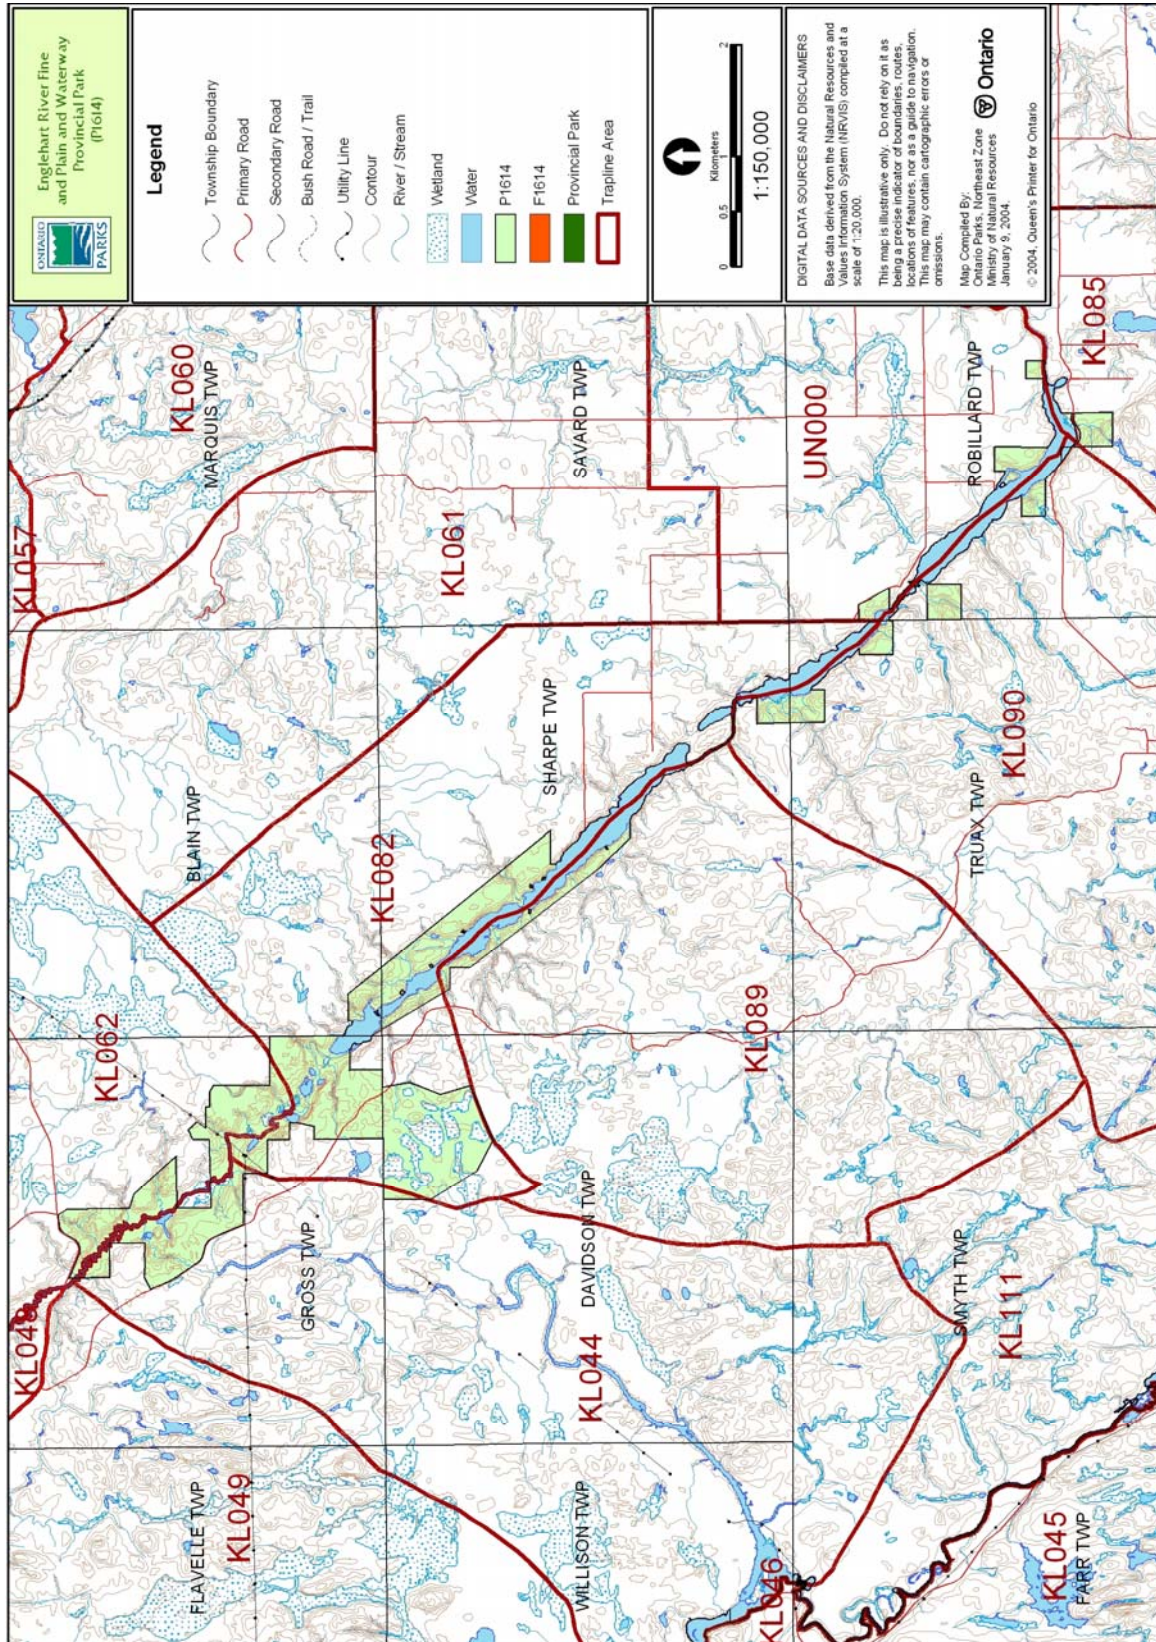 Englehart River Fine
and Plain and Waterway
Provincial Park
(P1614)
ONTARIO
PARKS
Legend
Township Boundary
Primary Road
Secondary Road
Bush Road / Trail
Utility Line
Contour
River / Stream
Wetland
Water
P1614
F1614
Provincial Park
Trapline Area
Kilometers
0
0.5
1
2
1:150,000
DIGITAL DATA SOURCES AND DISCLAIMERS
Base data derived from the Natural Resources and
Values Information System (NRVIS) compiled at a
scale of 1:20,000.
This map is illustrative only. Do not rely on it as
being a precise indicator of boundaries, routes,
locations of features, nor as a guide to navigation.
This map may contain cartographic errors or
omissions.
Map Compiled By:
Ontario Parks, Northeast Zone
Ministry of Natural Resources
January 9, 2004.
Ontario
© 2004, Queen's Printer for Ontario
KL057
KL060
MARQUIS TWP
KL061
SAVARD TWP
UN000
ROBILLARD TWP
KL085
BLAIN TWP
KL082
SHARPE TWP
KL090
TRUAX TWP
KL062
KL089
GROSS TWP
DAVIDSON TWP
SMYTH TWP
KL111
KL044
FLAVELLE TWP
KL049
WILLISON TWP
KL046
KL045
FARR TWP